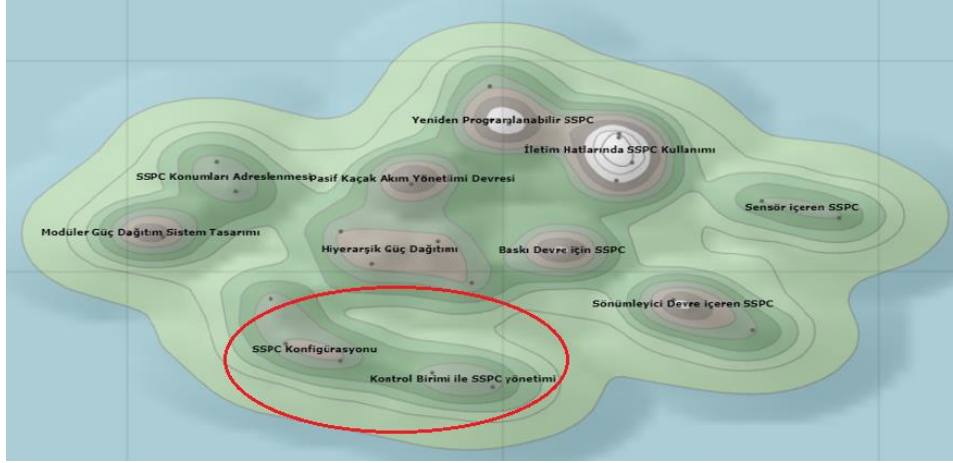 Yeniden Programlanabilir SSPC
İletim Hatlarında SSPC Kullanımı
SSPC Konumları Adreslenmesi
Pasif Kaçak Akım Yönetimi Devresi
Sensör içeren SSPC
Modüler Güç Dağıtım Sistem Tasarımı
Hiyerarşik Güç Dağıtımı
Baskı Devre için SSPC
Sönümleyici Devre içeren SSPC
SSPC Konfigürasyonu
Kontrol Birimi ile SSPC yönetimi